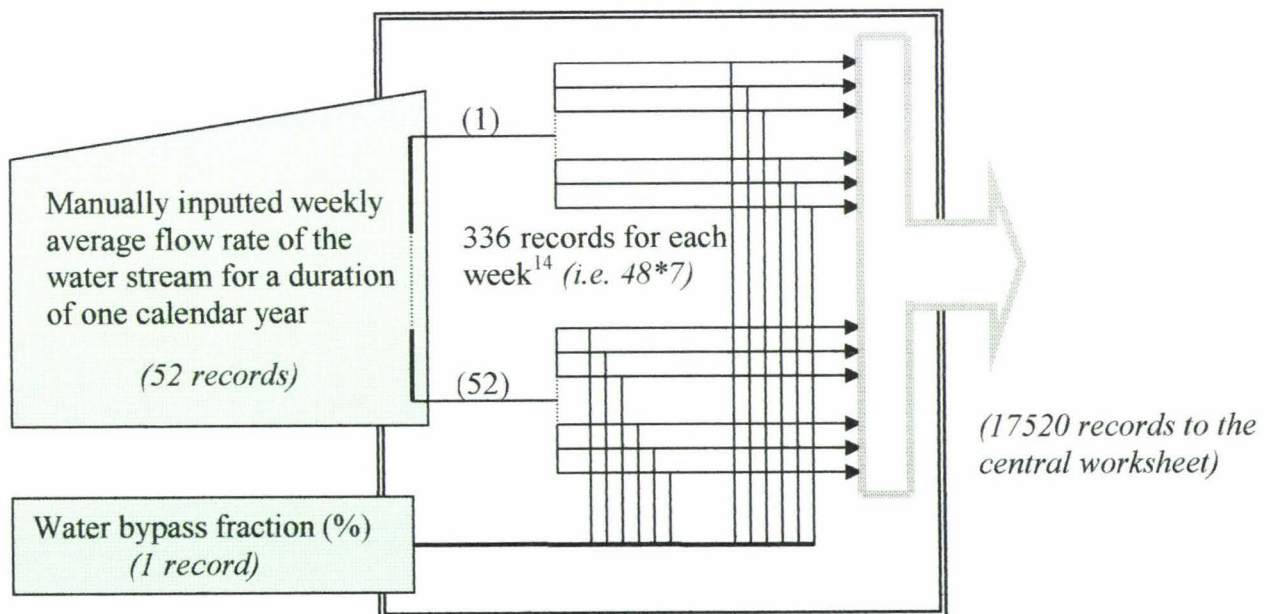 Manually inputted weekly
average flow rate of the
water stream for a duration
of one calendar year
(52 records)
(1)
336 records for each
week14 (i.e. 48*7)
(52)
(17520 records to the
central worksheet)
Water bypass fraction (%)
(1 record)